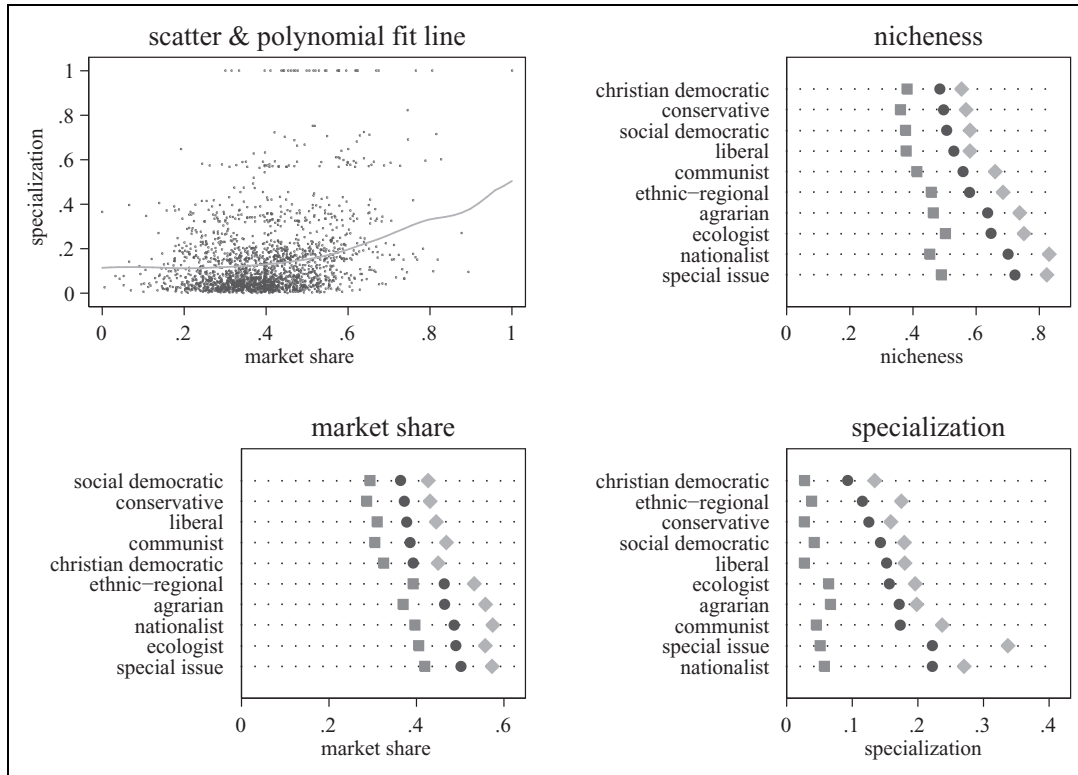 scatter & polynomial fit line
1
.8
.6
.4
.2
0
specialization
0 .2 .4 .6 .8 1
market share
nicheness
christian democratic
conservative
social democratic
liberal
communist
ethnic−regional
agrarian
ecologist
nationalist
special issue
0 .2 .4 .6 .8
nicheness
market share
social democratic
conservative
liberal
communist
christian democratic
ethnic−regional
agrarian
nationalist
ecologist
special issue
0 .2 .4 .6
market share
specialization
christian democratic
ethnic−regional
conservative
social democratic
liberal
ecologist
agrarian
communist
special issue
nationalist
0 .1 .2 .3 .4
specialization